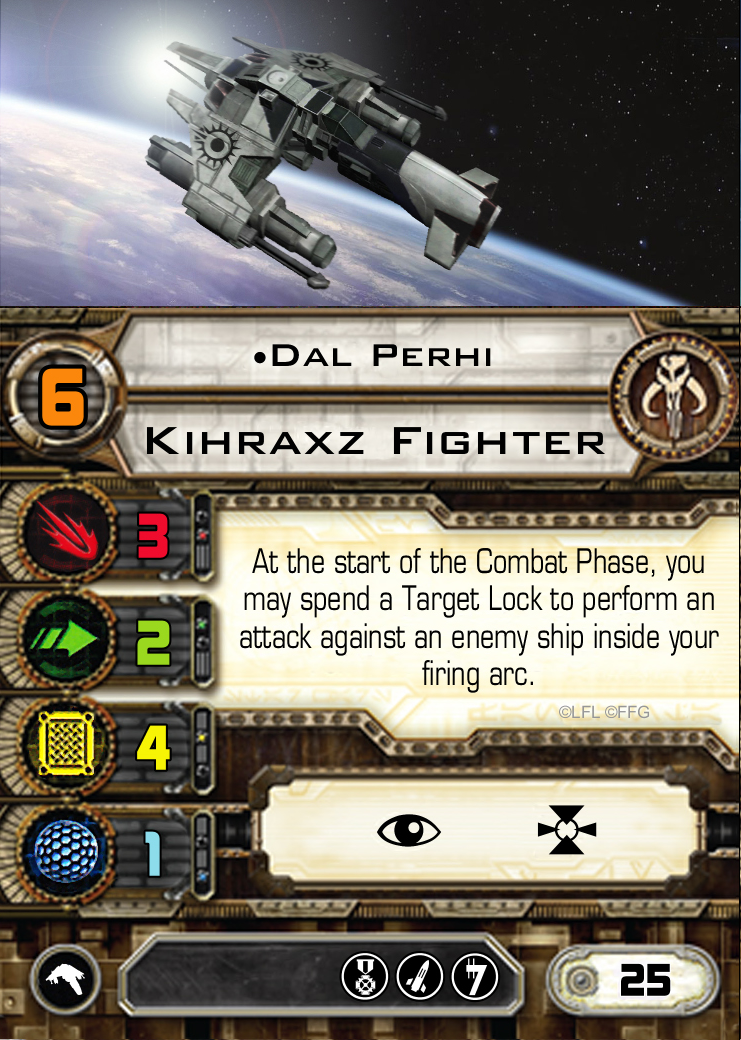 •Dal Perhi
6
Kihraxz Fighter
3
2
4
1
At the start of the Combat Phase, you
may spend a Target Lock to perform an
attack against an enemy ship inside your
firing arc.
©LFL ©FFG
25